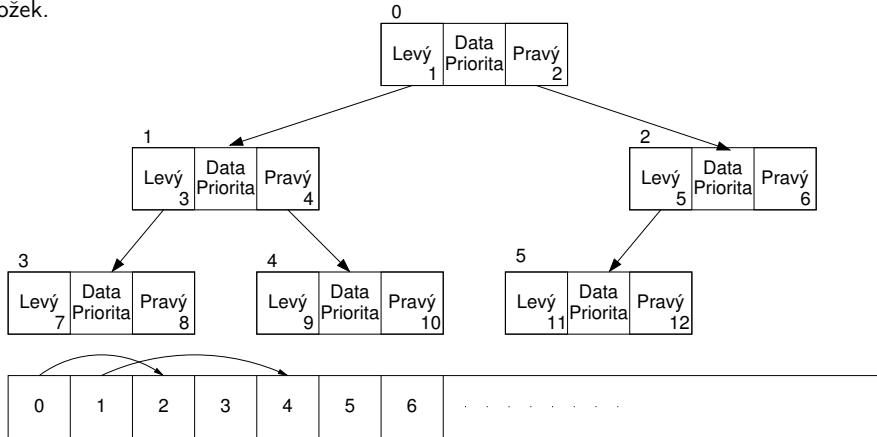 ožek.
0
Levý 1 Data Priorita Pravý 2
1
Levý 3 Data Priorita Pravý 4
2
Levý 5 Data Priorita Pravý 6
3
Levý 7 Data Priorita Pravý 8
4
Levý 9 Data Priorita Pravý 10
5
Levý 11 Data Priorita Pravý 12
0 1 2 3 4 5 6 . . . . . . . .